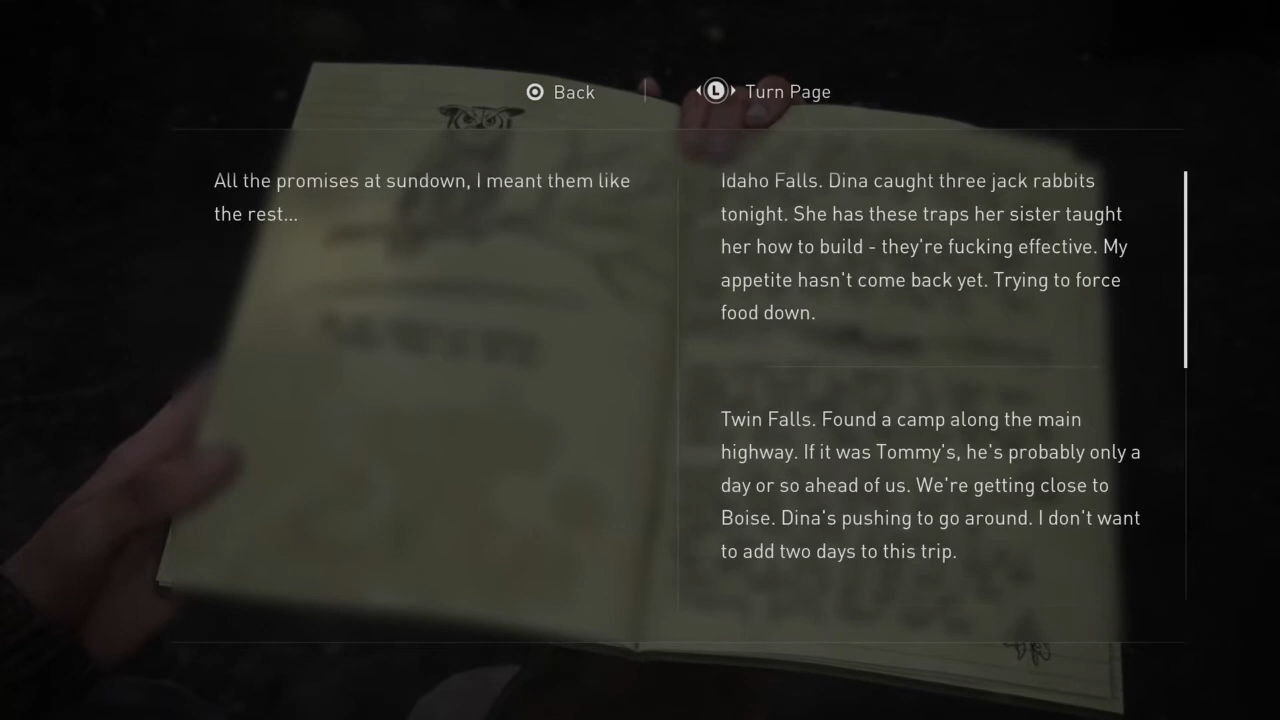 Back
L
Turn Page
All the promises at sundown, I meant them like
the rest...
Idaho Falls. Dina caught three jack rabbits
tonight. She has these traps her sister taught
her how to build - they're fucking effective. My
appetite hasn't come back yet. Trying to force
food down.
Twin Falls. Found a camp along the main
highway. If it was Tommy's, he's probably only a
day or so ahead of us. We're getting close to
Boise. Dina's pushing to go around. I don't want
to add two days to this trip.